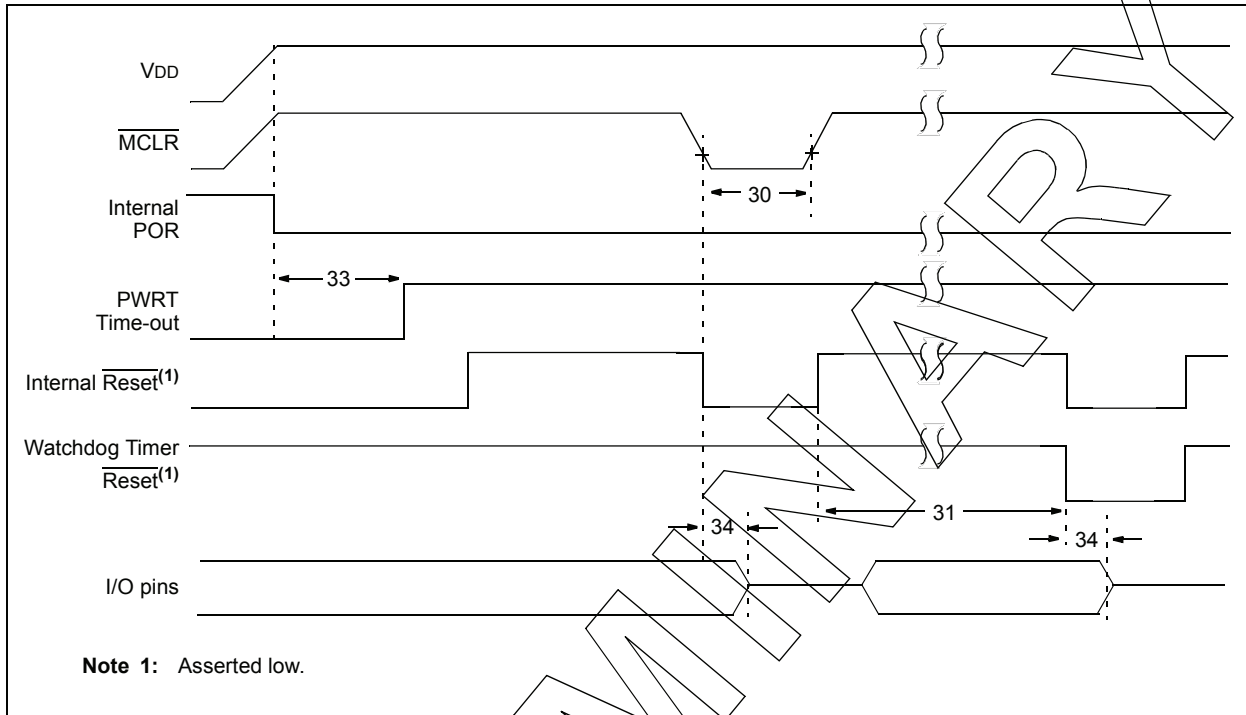 VDD
MCLR
30
Internal
POR
33
PWRT
Time-out
Internal Reset(1)
Watchdog Timer
Reset(1)
34
31
34
I/O pins
Note 1: Asserted low.
MINARY